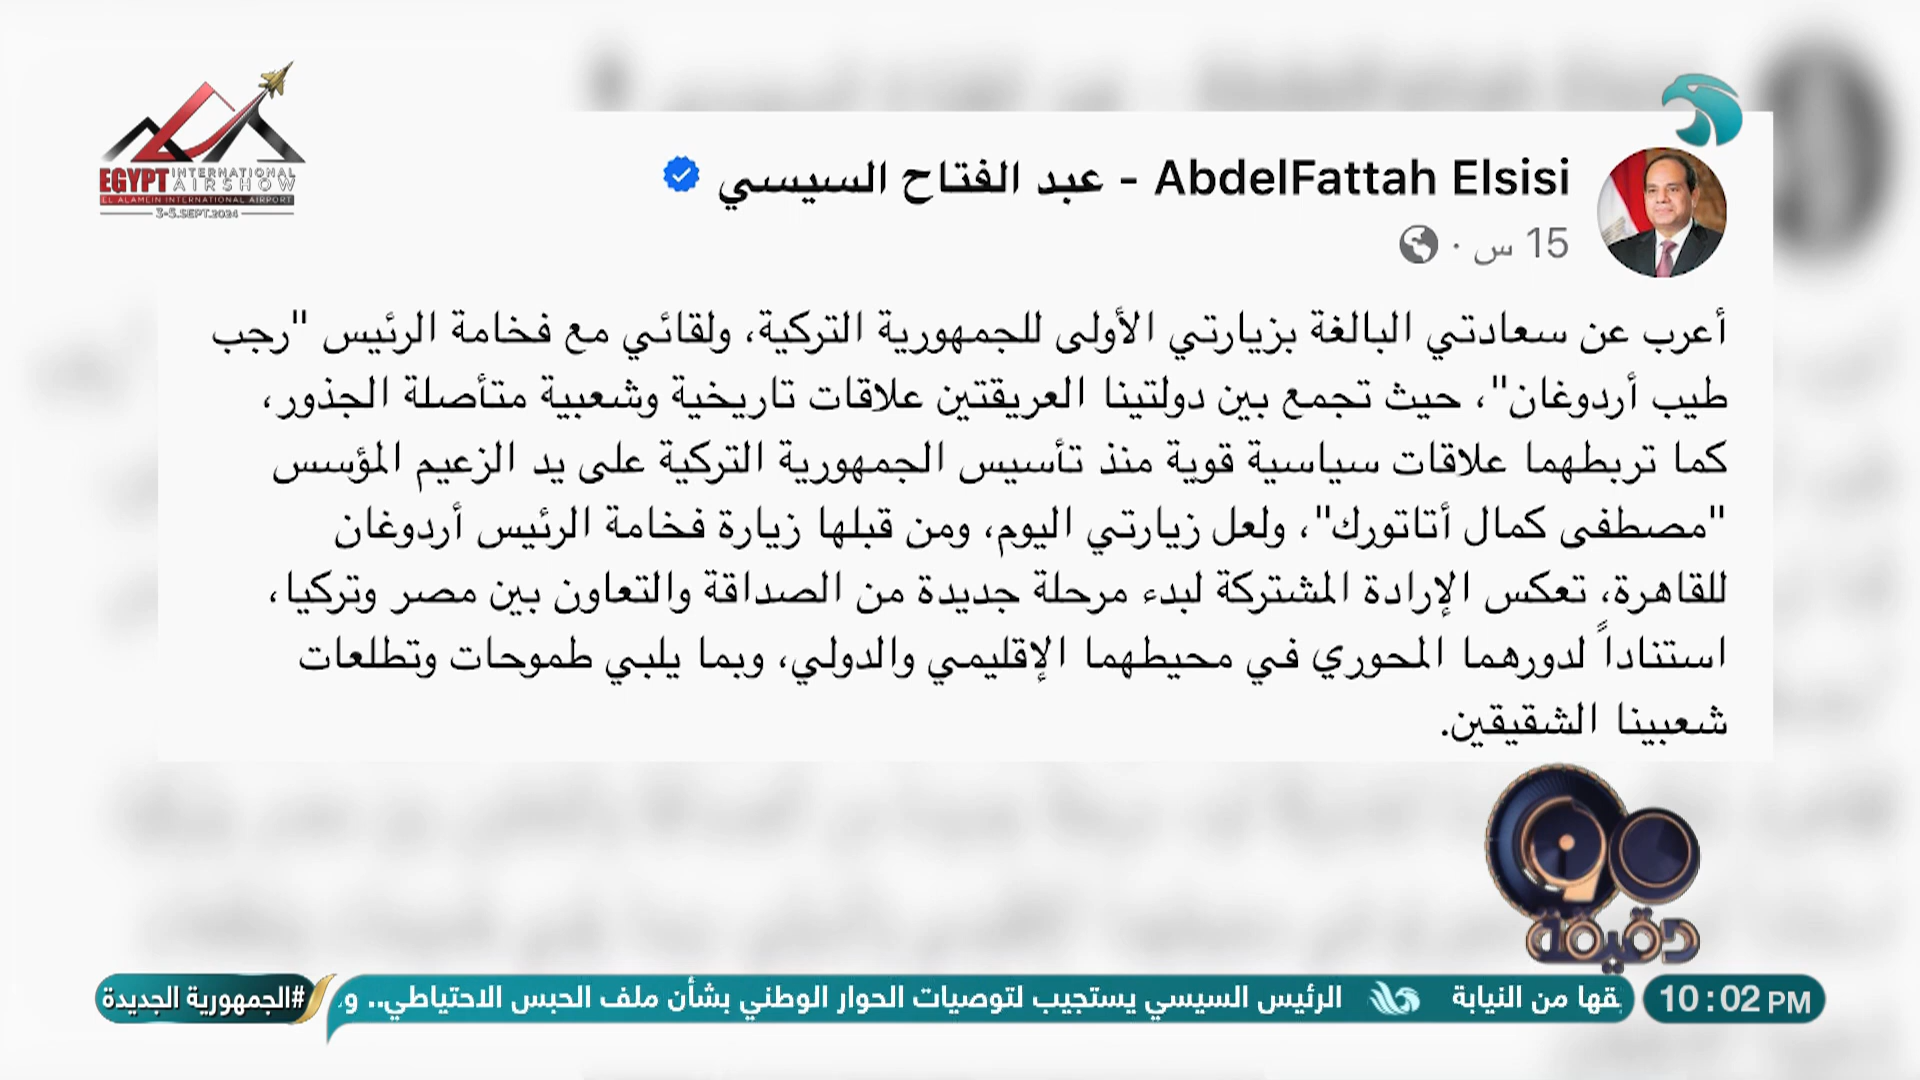 EGYPT INTERNATIONAL
AIRSHOW
EL ALAMEIN INTERNATIONAL AIRPORT
3-5.SEPT.2024
AbdelFattah Elsisi - عبد الفتاح السيسي
15 س ·
أعرب عن سعادتي البالغة بزيارتي الأولى للجمهورية التركية، ولقائي مع فخامة الرئيس "رجب
طيب أردوغان"، حيث تجمع بين دولتينا العريقتين علاقات تاريخية وشعبية متأصلة الجذور،
كما تربطهما علاقات سياسية قوية منذ تأسيس الجمهورية التركية على يد الزعيم المؤسس
"مصطفى كمال أتاتورك"، ولعل زيارتي اليوم، ومن قبلها زيارة فخامة الرئيس أردوغان
للقاهرة، تعكس الإرادة المشتركة لبدء مرحلة جديدة من الصداقة والتعاون بين مصر وتركيا،
استناداً لدورهما المحوري في محيطهما الإقليمي والدولي، وبما يلبي طموحات وتطلعات
شعبينا الشقيقين.
90
دقيقة
10:02 PM
يقها من النيابة
الرئيس السيسي يستجيب لتوصيات الحوار الوطني بشأن ملف الحبس الاحتياطي.. و
#الجمهورية الجديدة